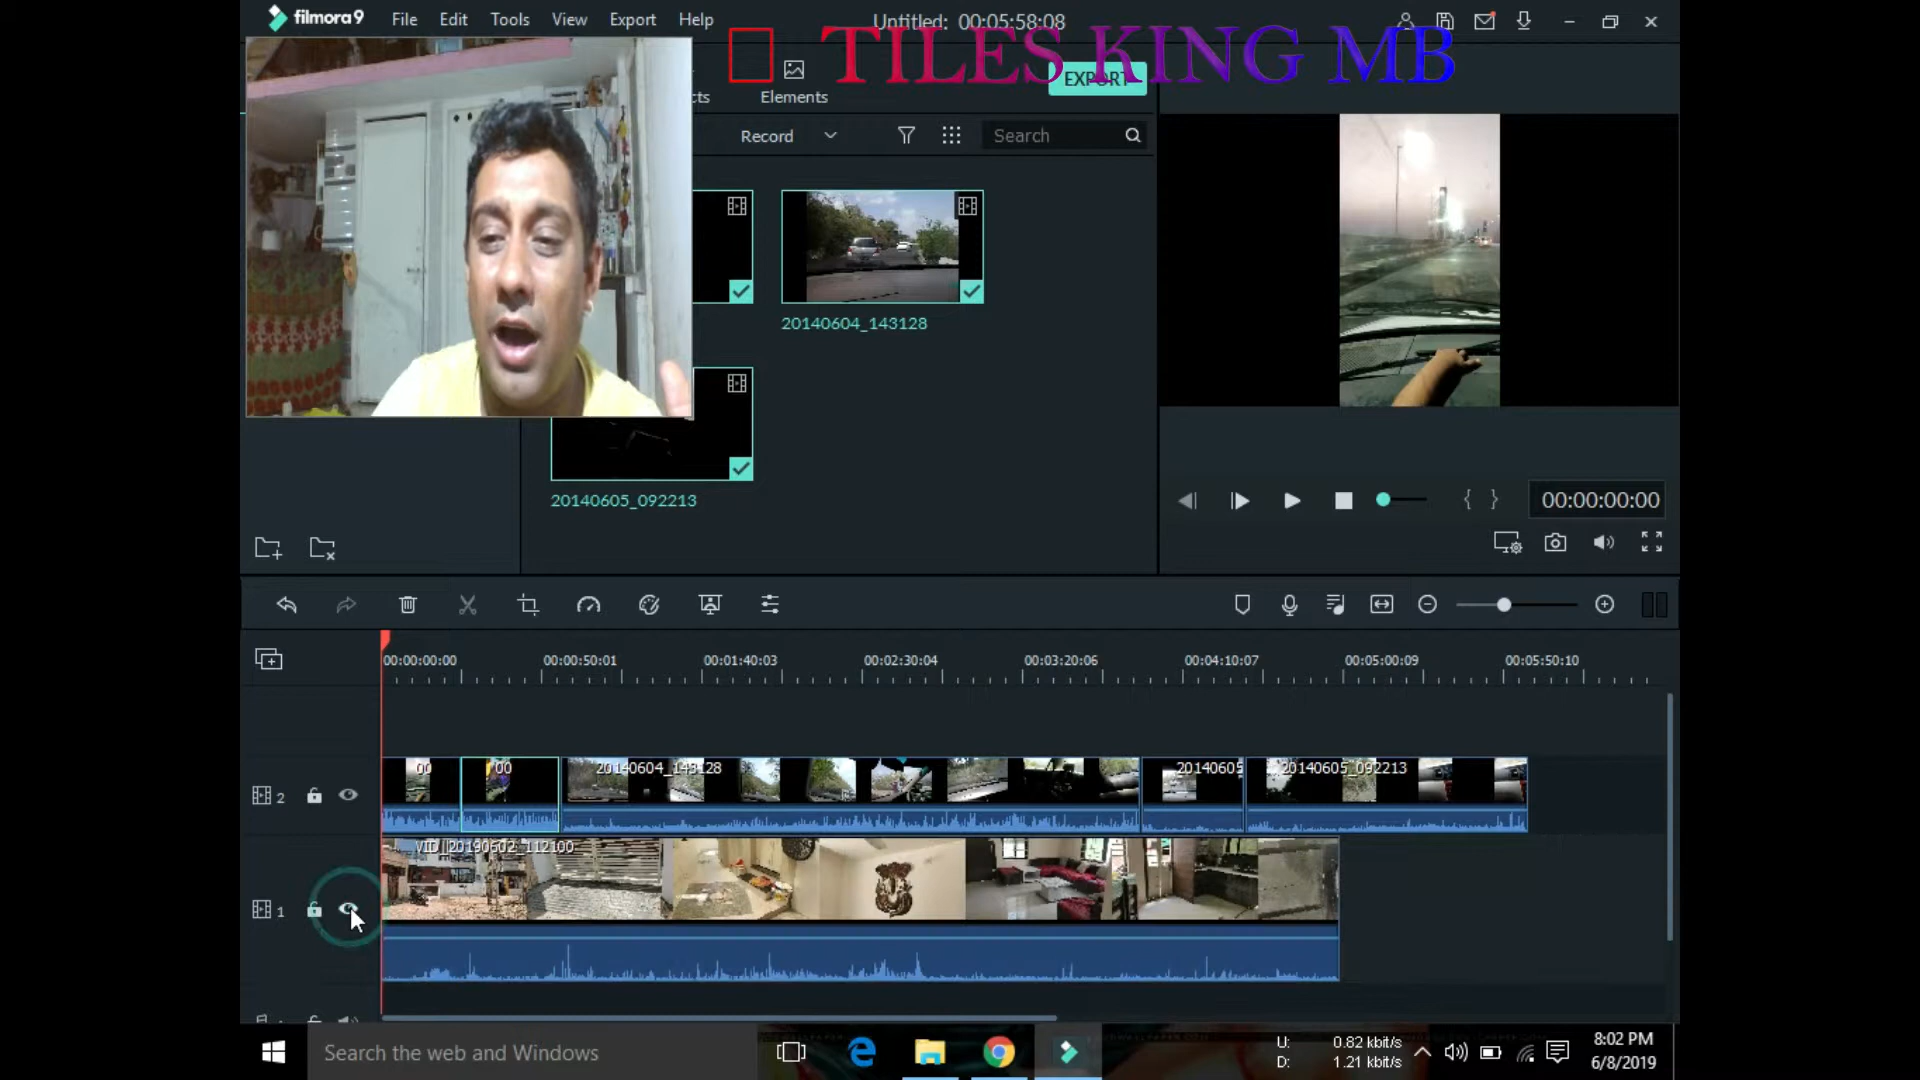 filmora9 File Edit Tools View Export Help
Untitled: 00:05:58:08
TILES KING MB
cts
Elements
EXPORT
Record
Search
20140604_143128
20140605_092213
00:00:00:00
00:00:00:00 00:00:50:01 00:01:40:03 00:02:30:04 00:03:20:06 00:04:10:07 00:05:00:09 00:05:50:10
00 00 20140604_143128 20140605 20140605_092213
2
VID_20190602_112100
1
Search the web and Windows
U: 0.82 kbit/s
D: 1.21 kbit/s
8:02 PM
6/8/2019